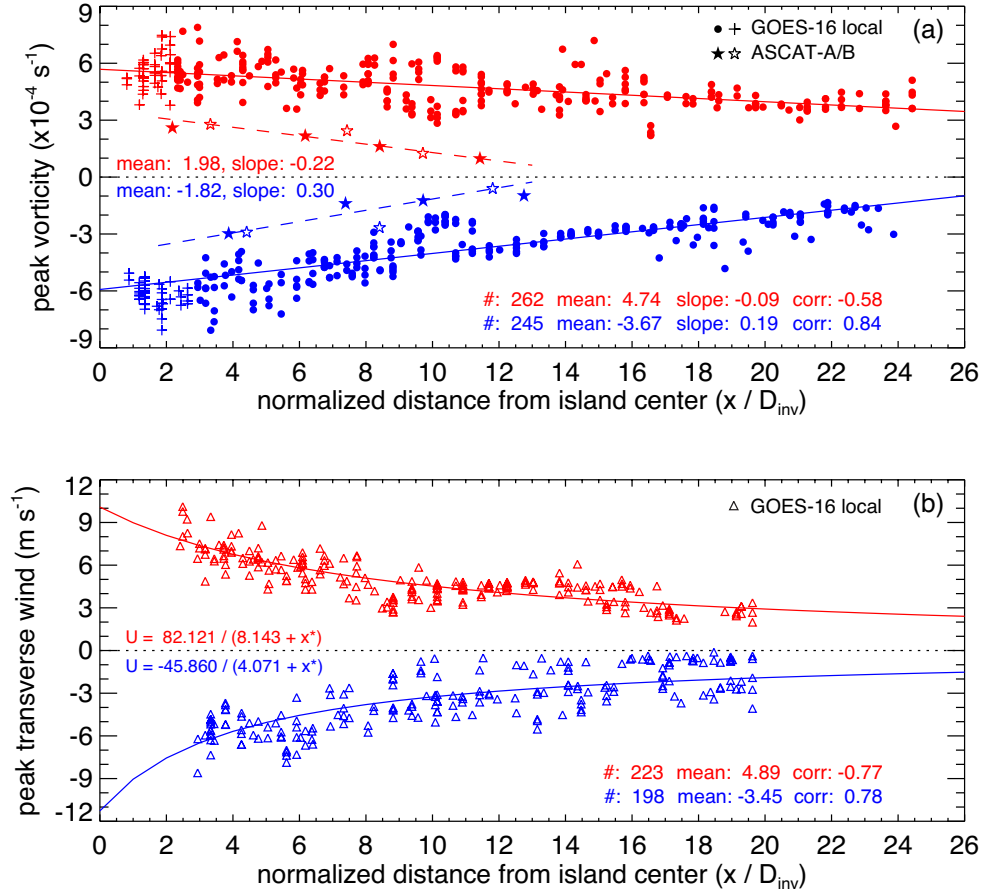 (a)
GOES-16 local
ASCAT-A/B
peak vorticity (x10⁻⁴ s⁻¹)
9
6
3
0
-3
-6
-9
mean: 1.98, slope: -0.22
mean: -1.82, slope: 0.30
#: 262 mean: 4.74 slope: -0.09 corr: -0.58
#: 245 mean: -3.67 slope: 0.19 corr: 0.84
0 2 4 6 8 10 12 14 16 18 20 22 24 26
normalized distance from island center (x / D_inv)
(b)
GOES-16 local
peak transverse wind (m s⁻¹)
12
9
6
3
0
-3
-6
-9
-12
U = 82.121 / (8.143 + x*)
U = -45.860 / (4.071 + x*)
#: 223 mean: 4.89 corr: -0.77
#: 198 mean: -3.45 corr: 0.78
0 2 4 6 8 10 12 14 16 18 20 22 24 26
normalized distance from island center (x / D_inv)